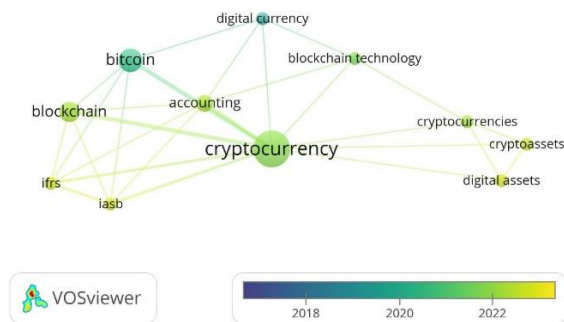 digital currency
bitcoin
blockchain technology
accounting
blockchain
cryptocurrencies
cryptocurrency
cryptoassets
ifrs
digital assets
iasb
VOSviewer
2018
2020
2022